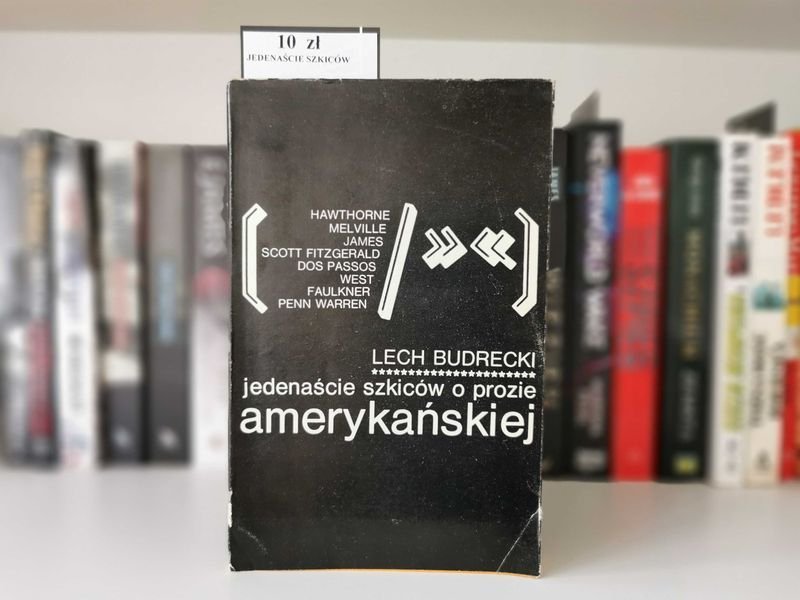 10 zł
JEDENAŚCIE SZKICÓW
HAWTHORNE
MELVILLE
JAMES
SCOTT FITZGERALD
DOS PASSOS
WEST
FAULKNER
PENN WARREN
LECH BUDRECKI
jedenaście szkiców o prozie
amerykańskiej